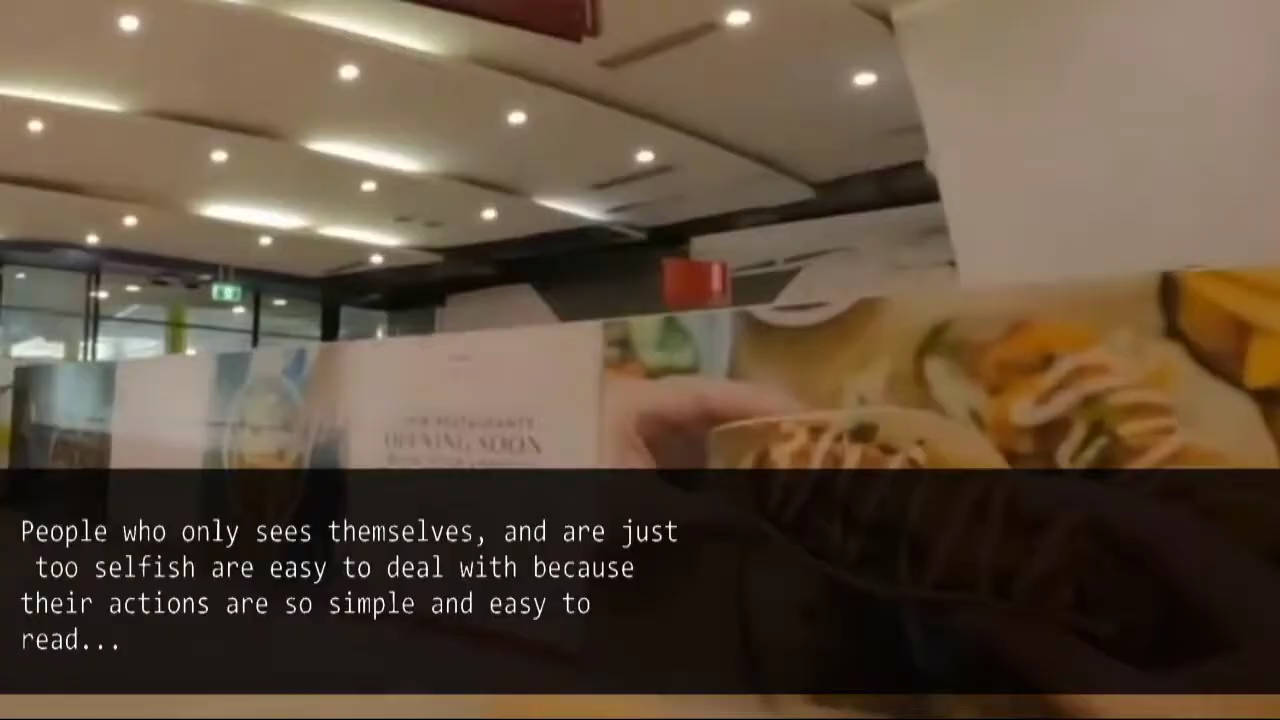 OPENING SOON
People who only sees themselves, and are just
too selfish are easy to deal with because
their actions are so simple and easy to
read...